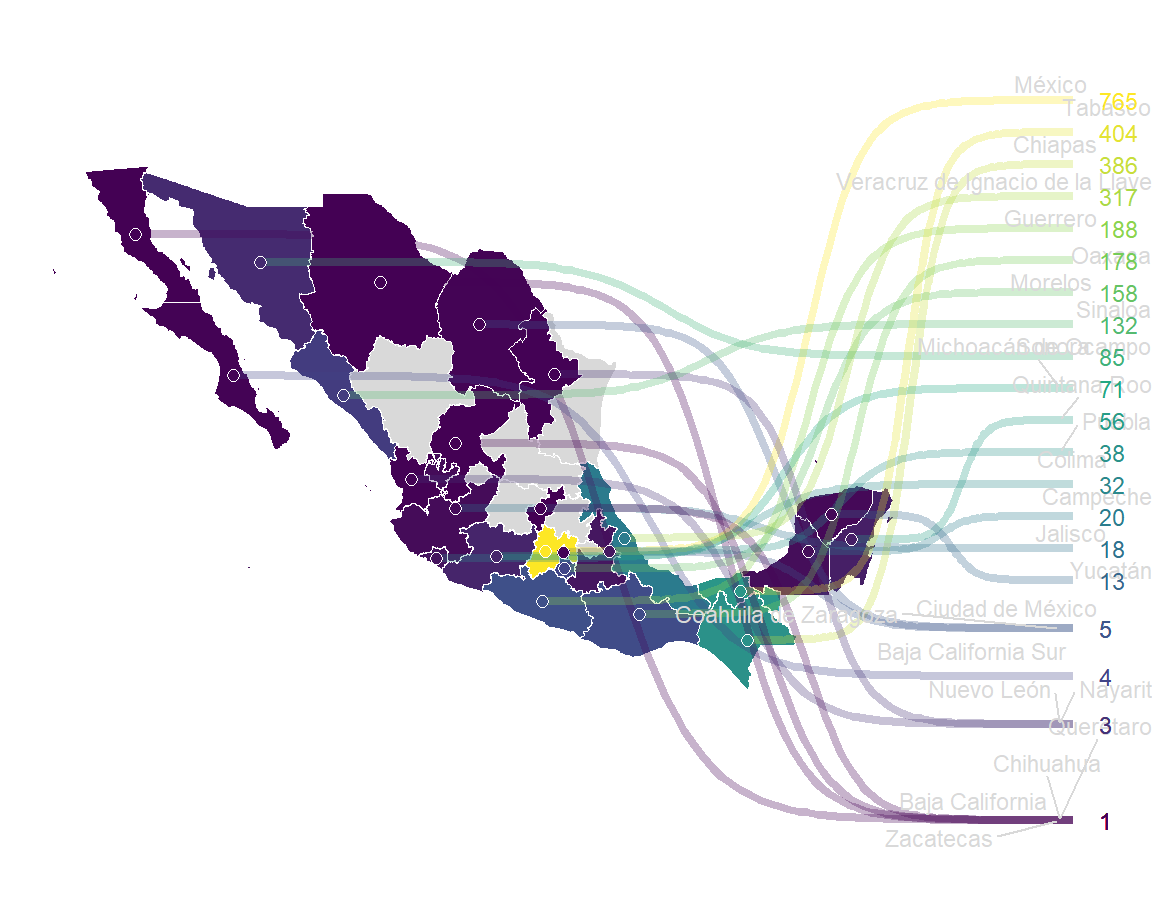 México
765
Tabasco
404
Chiapas
386
Veracruz de Ignacio de la Llave
317
Guerrero
188
Oaxaca
178
Morelos
158
Sinaloa
132
Michoacán de Ocampo
Sonora
85
Quintana Roo
71
Puebla
56
Colima
38
32
Campeche
20
Jalisco
18
Yucatán
13
Coahuila de Zaragoza
Ciudad de México
5
Baja California Sur
4
Nuevo León
Nayarit
3
Querétaro
Chihuahua
Baja California
1
Zacatecas